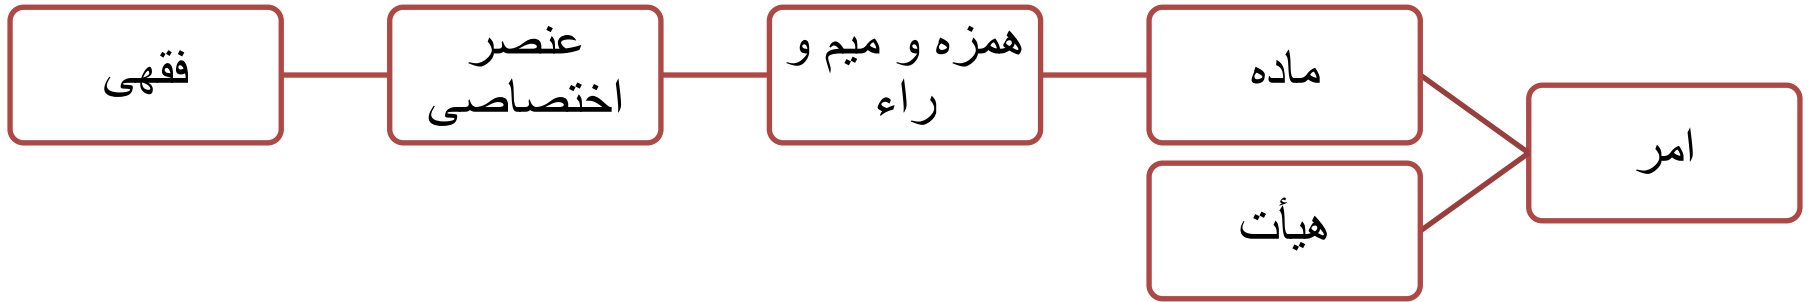 امر
ماده
همزه و میم و
راء
عنصر
اختصاصی
فقهی
هیأت